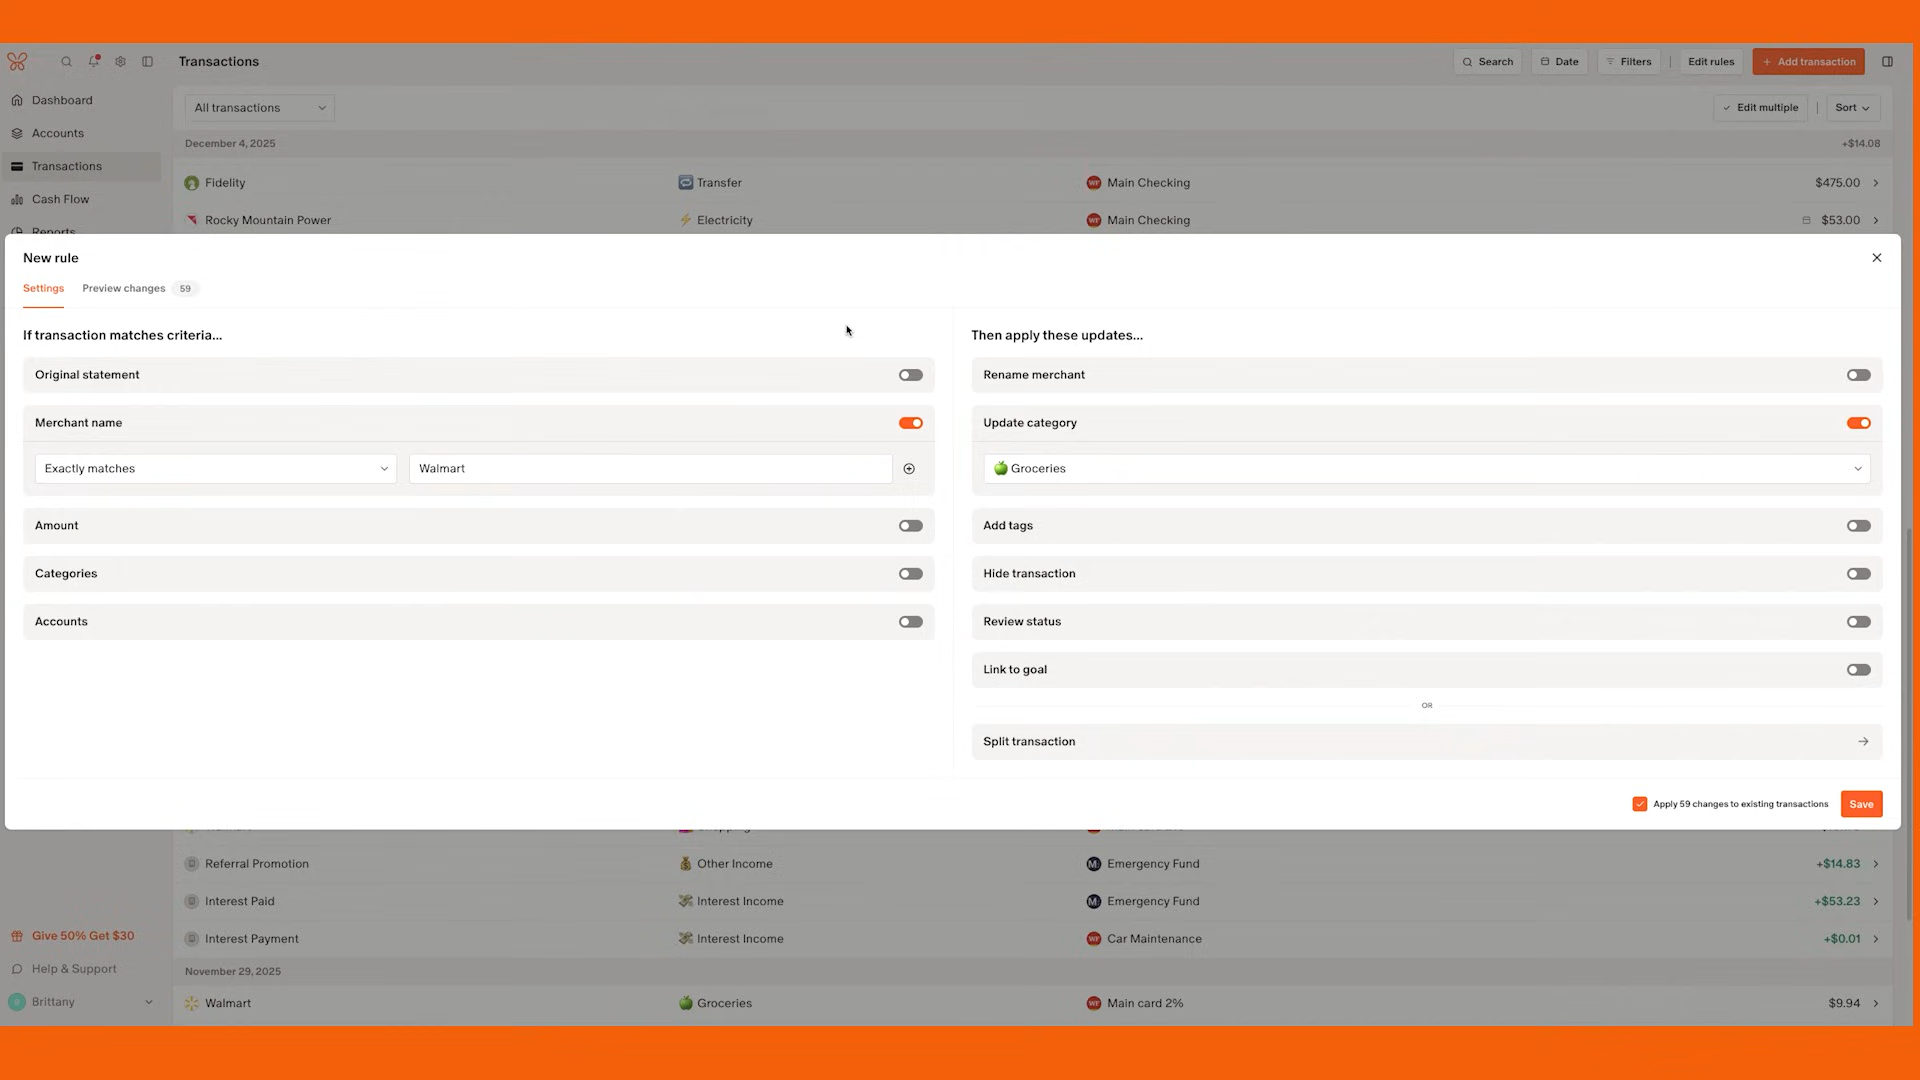 Transactions
Search
Date
Filters
Edit rules
+ Add transaction
Dashboard
Accounts
Transactions
Cash Flow
Reports
All transactions
Edit multiple
Sort
December 4, 2025 +$14.08
Fidelity Transfer WF Main Checking $475.00
Rocky Mountain Power Electricity WF Main Checking $53.00
New rule
Settings Preview changes 59
If transaction matches criteria...
Original statement
Merchant name
Exactly matches Walmart
Amount
Categories
Accounts
Then apply these updates...
Rename merchant
Update category
Groceries
Add tags
Hide transaction
Review status
Link to goal
OR
Split transaction
Apply 59 changes to existing transactions Save
Referral Promotion Other Income M Emergency Fund +$14.83
Interest Paid Interest Income M Emergency Fund +$53.23
Interest Payment Interest Income WF Car Maintenance +$0.01
November 29, 2025
Walmart Groceries WF Main card 2% $9.94
Give 50% Get $30
Help & Support
Brittany